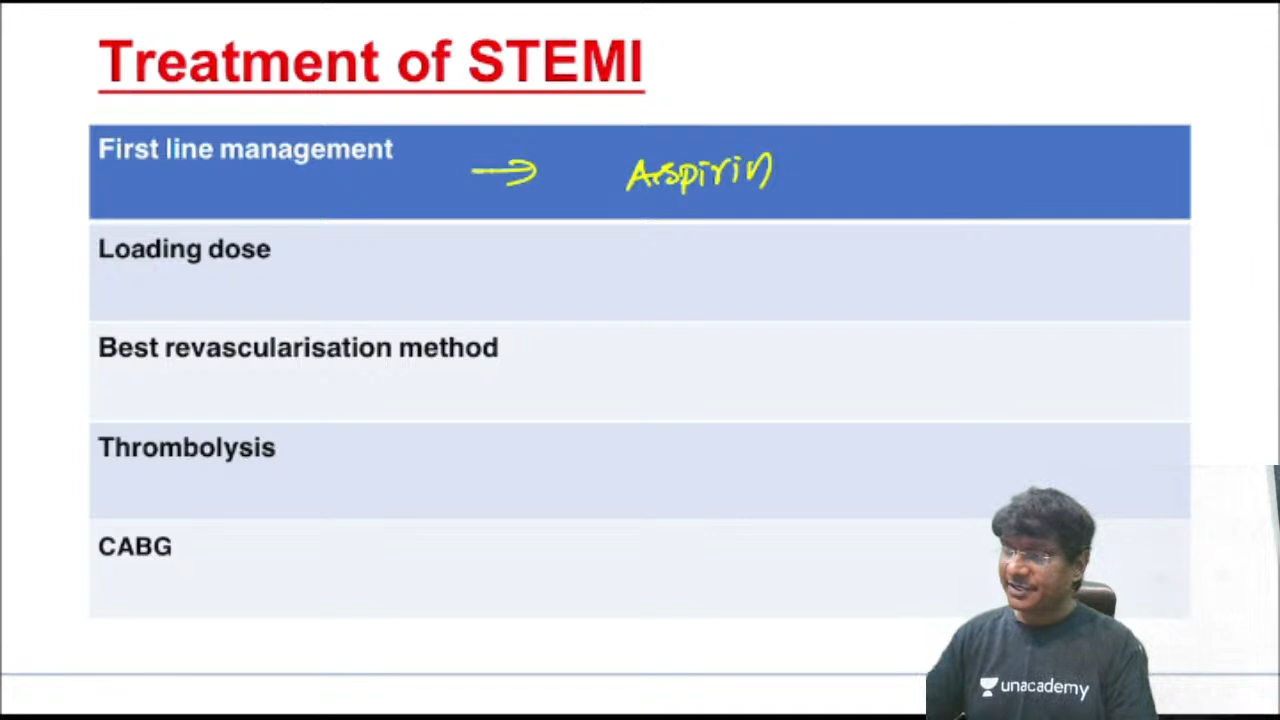 Treatment of STEMI
First line management → Aspirin
Loading dose
Best revascularisation method
Thrombolysis
CABG
unacademy